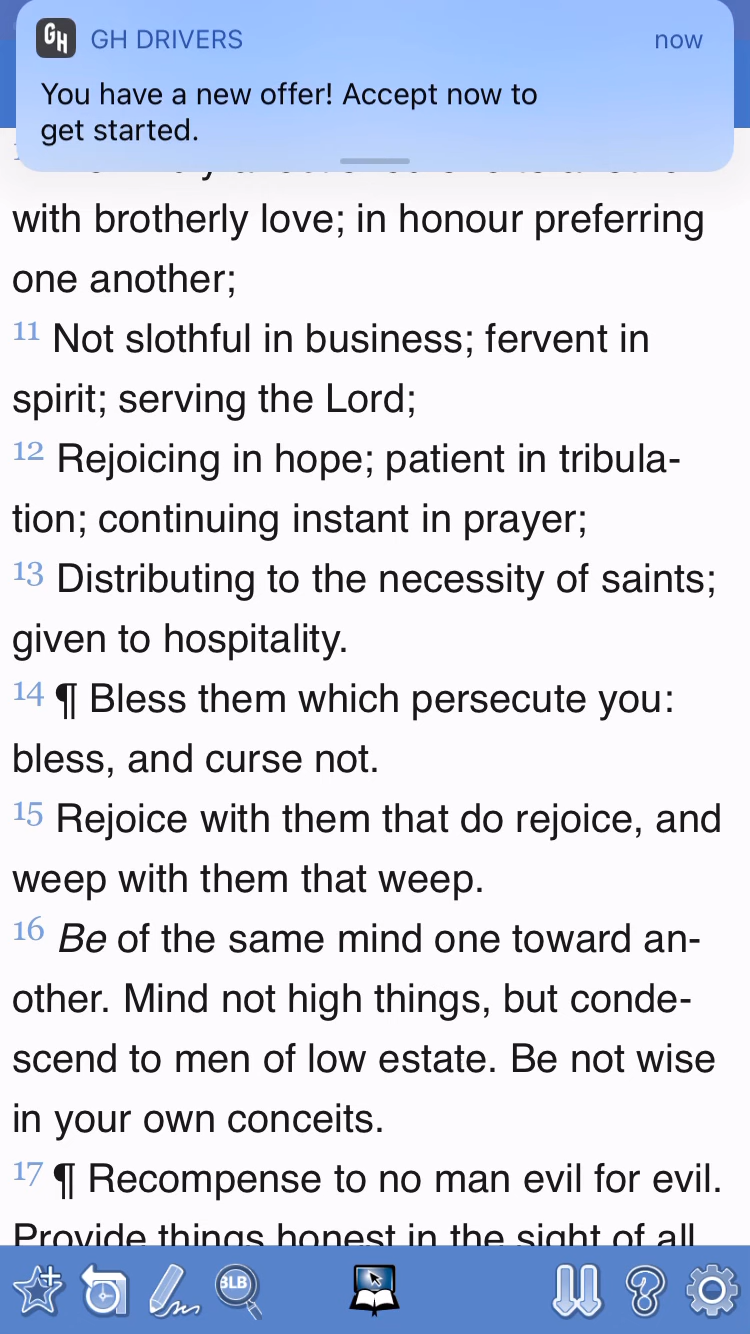 GH
GH DRIVERS
now
You have a new offer! Accept now to
get started.
with brotherly love; in honour preferring
one another;
11 Not slothful in business; fervent in
spirit; serving the Lord;
12 Rejoicing in hope; patient in tribula-
tion; continuing instant in prayer;
13 Distributing to the necessity of saints;
given to hospitality.
14 ¶ Bless them which persecute you:
bless, and curse not.
15 Rejoice with them that do rejoice, and
weep with them that weep.
16 Be of the same mind one toward an-
other. Mind not high things, but conde-
scend to men of low estate. Be not wise
in your own conceits.
17 ¶ Recompense to no man evil for evil.
Provide things honest in the sight of all
BLB